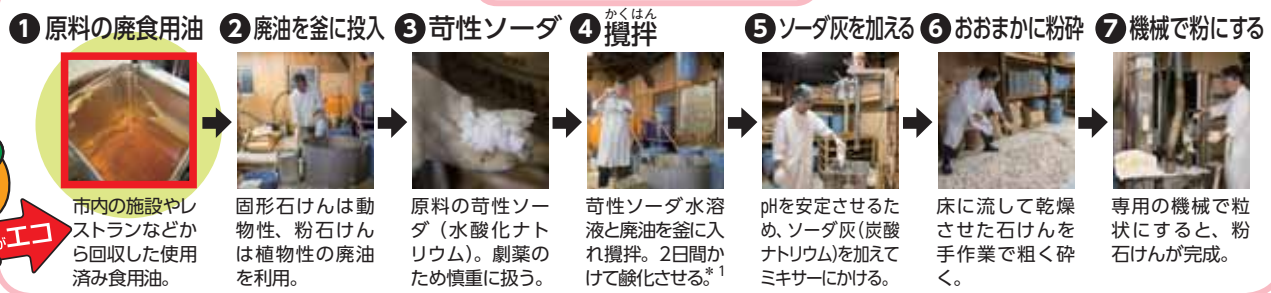 ❶原料の廃食用油
❷廃油を釜に投入
❸苛性ソーダ
かくはん
❹攪拌
❺ソーダ灰を加える
❻おおまかに粉砕
❼機械で粉にする
市内の施設やレ
ストランなどか
ら回収した使用
済み食用油。
固形石けんは動
物性、粉石けん
は植物性の廃油
を利用。
原料の苛性ソー
ダ(水酸化ナト
リウム)。劇薬の
ため慎重に扱う。
苛性ソーダ水溶
液と廃油を釜に入
れ攪拌。2日間か
けて鹸化させる。*1
pHを安定させるた
め、ソーダ灰(炭酸
ナトリウム)を加えて
ミキサーにかける。
床に流して乾燥
させた石けんを
手作業で粗く砕
く。
専用の機械で粒
状にすると、粉
石けんが完成。
がエコ